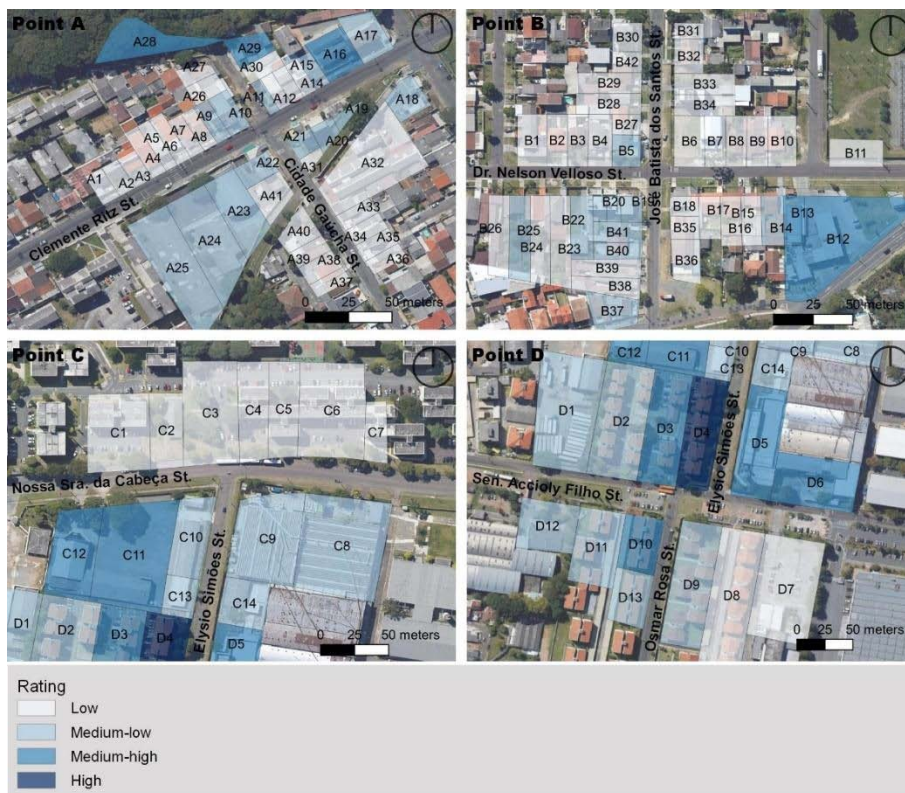 Point A
A28
A29
A17
A16
A27
A30
A15
A14
A26
A11
A12
A9
A10
A19
A18
A5
A7
A8
A21
A20
A6
A4
A22
A31
A32
A1
A2
A3
A41
A23
A33
A24
A40
A34
A35
A25
A39
A38
A36
A37
Clemente Ritz St.
Cidade Gaúcha St.
0 25 50 meters
Point B
B30
B31
B42
B32
B29
B33
B28
B34
B27
B1
B2
B3
B4
B5
B6
B7
B8
B9
B10
B11
Dr. Nelson Velloso St.
José Batista dos Santos St.
B20
B19
B18
B17
B15
B13
B26
B25
B22
B16
B14
B24
B23
B41
B35
B12
B40
B39
B36
B38
B37
0 25 50 meters
Point C
C1
C2
C3
C4
C5
C6
C7
Nossa Sra. da Cabeça St.
C12
C11
C10
C9
C8
C13
C14
Elysio Simões St.
D1
D2
D3
D4
D5
0 25 50 meters
Point D
C12
C11
C10
C9
C8
C13
C14
D1
D2
D3
D4
D5
D6
Elysio Simões St.
Sen. Accioly Filho St.
D12
D11
D10
D13
D9
D8
D7
Osmar Rosa St.
0 25 50 meters
Rating
Low
Medium-low
Medium-high
High